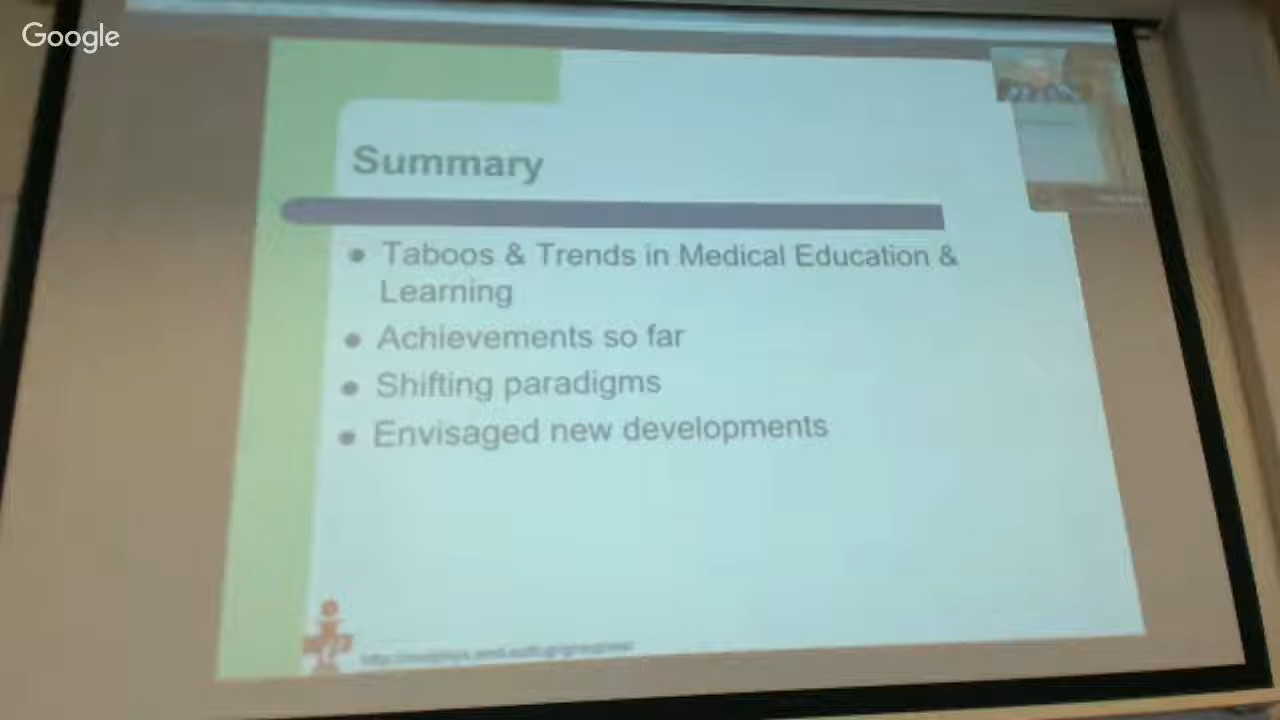 Google
Summary
Taboos & Trends in Medical Education &
Learning
Achievements so far
Shifting paradigms
Envisaged new developments